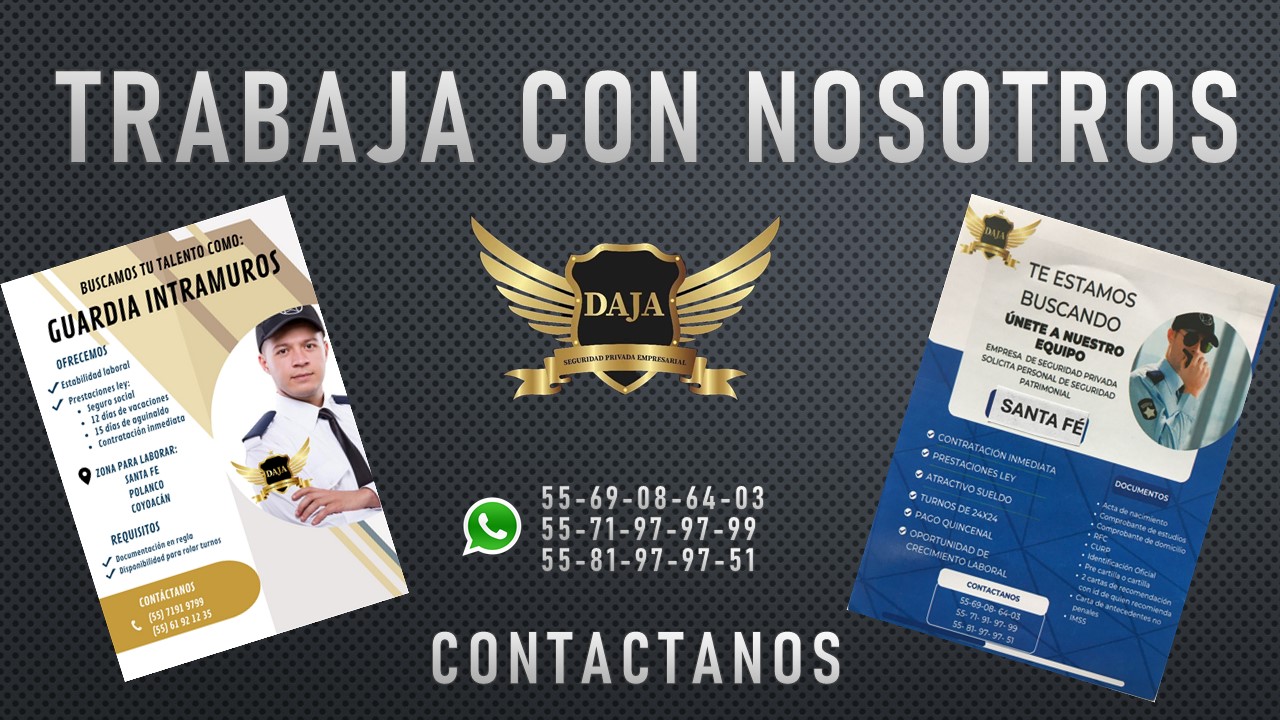 TRABAJA CON NOSOTROS
BUSCAMOS TU TALENTO COMO:
GUARDIA INTRAMUROS
OFRECEMOS
Estabilidad laboral
Prestaciones ley:
Seguro social
12 días de vacaciones
15 días de aguinaldo
Contratación inmediata
ZONA PARA LABORAR:
SANTA FE
POLANCO
COYOACÁN
REQUISITOS
Documentación en regla
Disponibilidad para rolar turnos
CONTÁCTANOS
(55) 7191 9799
(55) 61 92 12 35
DAJA
DAJA
SEGURIDAD PRIVADA EMPRESARIAL
55-69-08-64-03
55-71-97-97-99
55-81-97-97-51
CONTACTANOS
DAJA
TE ESTAMOS
BUSCANDO
ÚNETE A NUESTRO
EQUIPO
EMPRESA DE SEGURIDAD PRIVADA
SOLICITA PERSONAL DE SEGURIDAD
PATRIMONIAL
SANTA FÉ
CONTRATACIÓN INMEDIATA
PRESTACIONES LEY
ATRACTIVO SUELDO
TURNOS DE 24X24
PAGO QUINCENAL
OPORTUNIDAD DE
CRECIMIENTO LABORAL
DOCUMENTOS
Acta de nacimiento
Comprobante de estudios
Comprobante de domicilio
RFC
CURP
Identificación Oficial
Pre cartilla o cartilla
2 cartas de recomendación
con id de quien recomienda
Carta de antecedentes no
penales
IMSS
CONTACTANOS
55-69-08- 64-03
55- 71- 91- 97- 99
55- 81- 97- 97- 51